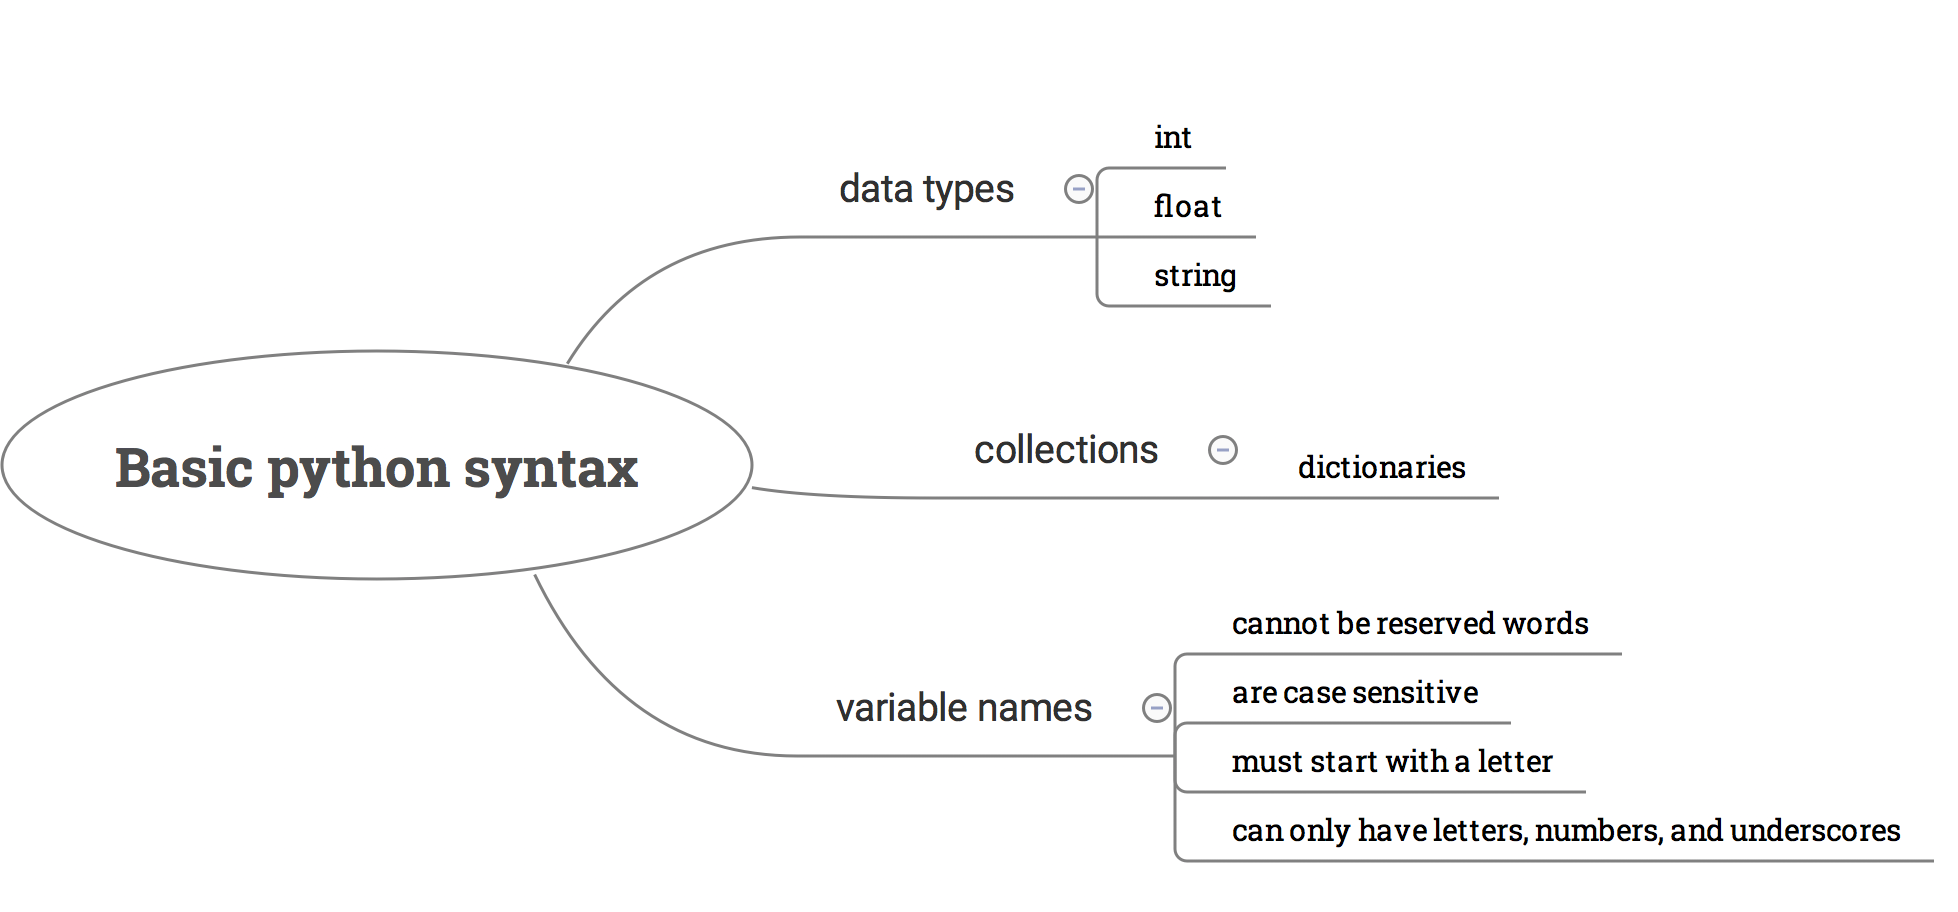 Basic python syntax
data types
int
float
string
collections
dictionaries
variable names
cannot be reserved words
are case sensitive
must start with a letter
can only have letters, numbers, and underscores